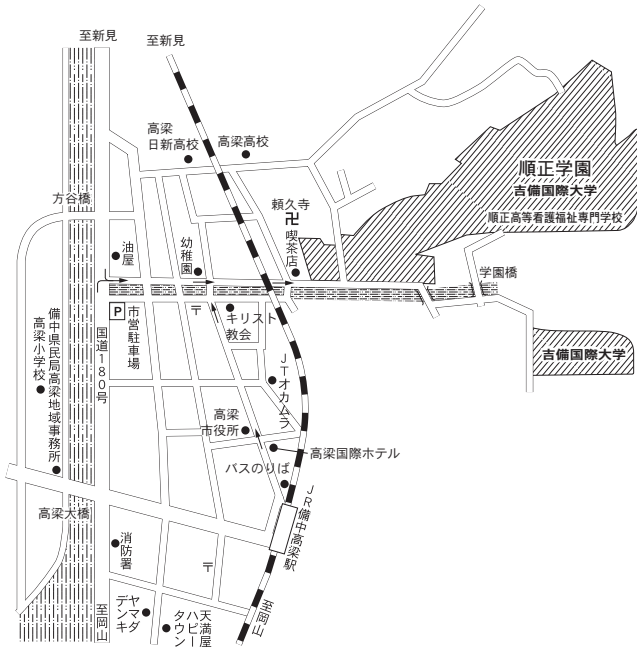 至新見
至新見
高梁
日新高校
高梁高校
順正学園
吉備国際大学
順正高等看護福祉専門学校
方谷橋
頼久寺
卍
喫茶店
油屋
幼稚園
学園橋
P
市営駐車場
〒
キリスト
教会
国道180号
備中県民局高梁地域事務所
高梁小学校
JTオカムラ
吉備国際大学
高梁
市役所
高梁国際ホテル
バスのりば
JR備中高梁駅
高梁大橋
消防署
〒
至岡山
至岡山
ヤマダ
デンキ
天満屋
ハピー
タウン